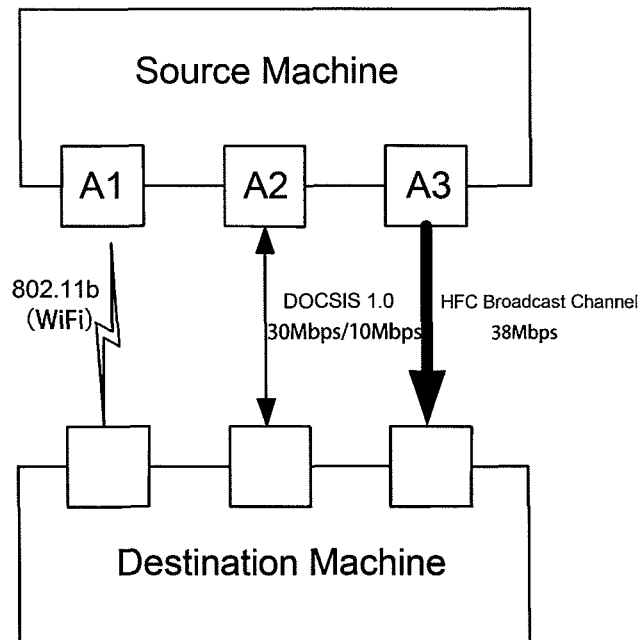 Source Machine
A1
A2
A3
802.11b
(WiFi)
DOCSIS 1.0
30Mbps/10Mbps
HFC Broadcast Channel
38Mbps
Destination Machine